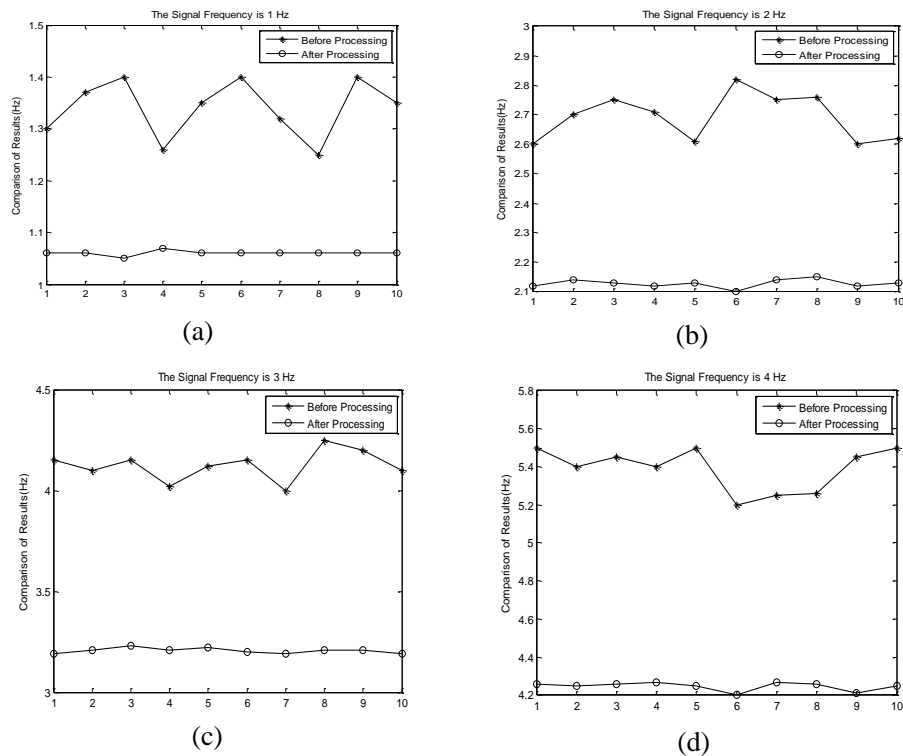 The Signal Frequency is 1 Hz
Comparison of Results(Hz)
1.5
1.4
1.3
1.2
1.1
1
Before Processing
After Processing
1 2 3 4 5 6 7 8 9 10
(a)
The Signal Frequency is 2 Hz
Comparison of Results(Hz)
3
2.9
2.8
2.7
2.6
2.5
2.4
2.3
2.2
2.1
Before Processing
After Processing
1 2 3 4 5 6 7 8 9 10
(b)
The Signal Frequency is 3 Hz
Comparison of Results(Hz)
4.5
4
3.5
3
Before Processing
After Processing
1 2 3 4 5 6 7 8 9 10
(c)
The Signal Frequency is 4 Hz
Comparison of Results(Hz)
5.8
5.6
5.4
5.2
5
4.8
4.6
4.4
4.2
Before Processing
After Processing
1 2 3 4 5 6 7 8 9 10
(d)